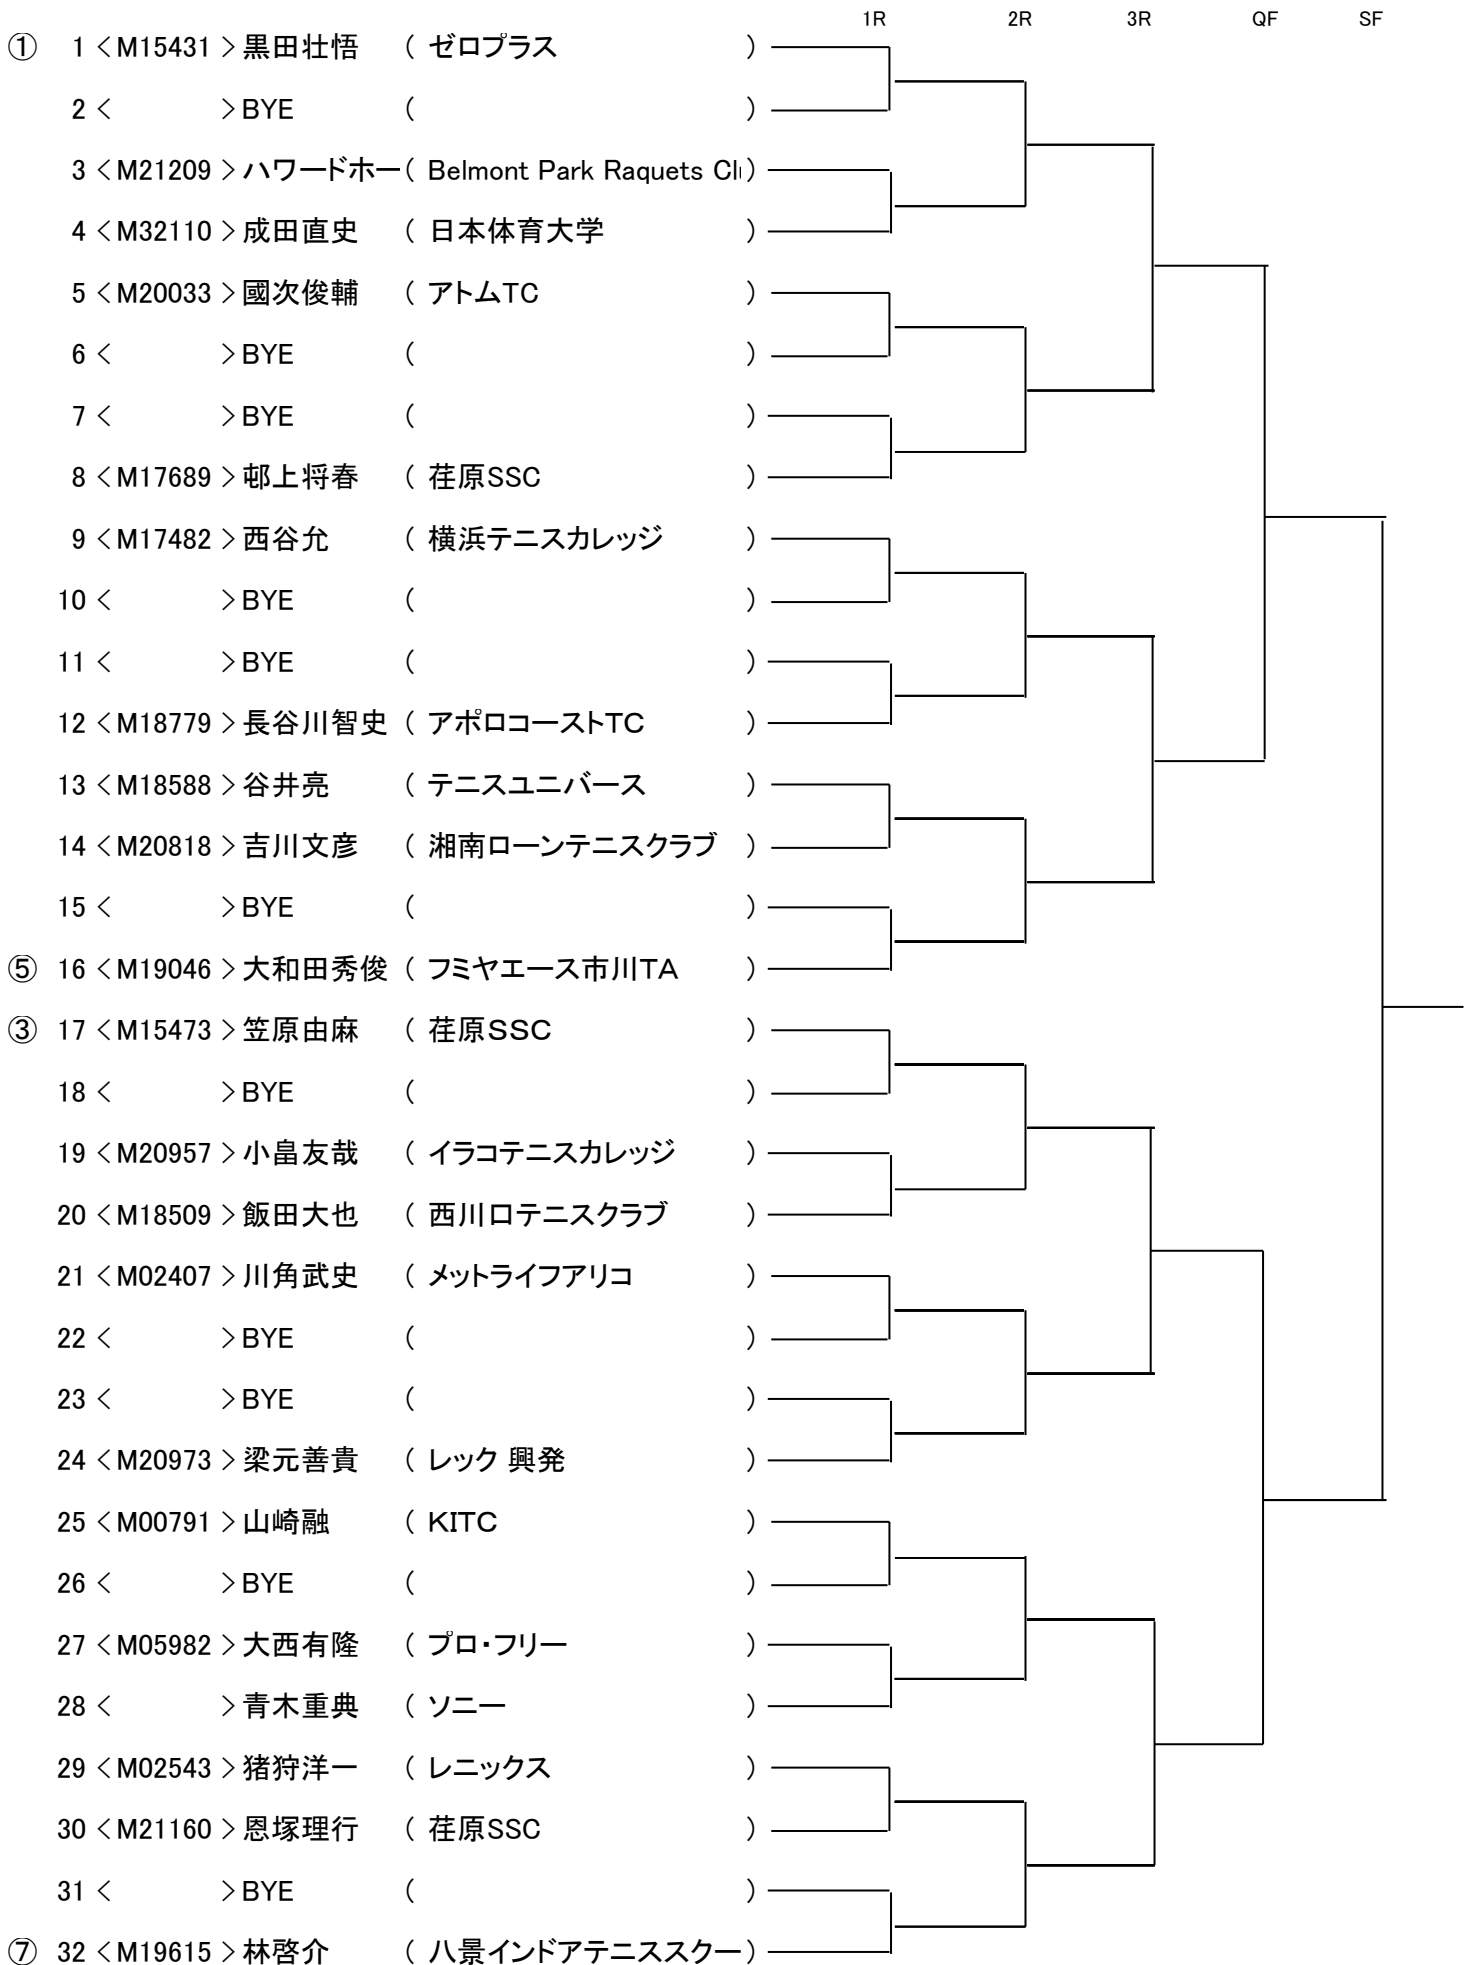 1R 2R 3R QF SF
① 1 <M15431> 黒田壮悟 ( ゼロプラス )
2 < > BYE ( )
3 <M21209> ハワードホー ( Belmont Park Raquets Cl )
4 <M32110> 成田直史 ( 日本体育大学 )
5 <M20033> 國次俊輔 ( アトムTC )
6 < > BYE ( )
7 < > BYE ( )
8 <M17689> 邨上将春 ( 荏原SSC )
9 <M17482> 西谷允 ( 横浜テニスカレッジ )
10 < > BYE ( )
11 < > BYE ( )
12 <M18779> 長谷川智史 ( アポロコーストTC )
13 <M18588> 谷井亮 ( テニスユニバース )
14 <M20818> 吉川文彦 ( 湘南ローンテニスクラブ )
15 < > BYE ( )
⑤ 16 <M19046> 大和田秀俊 ( フミヤエース市川TA )
③ 17 <M15473> 笠原由麻 ( 荏原SSC )
18 < > BYE ( )
19 <M20957> 小畠友哉 ( イラコテニスカレッジ )
20 <M18509> 飯田大也 ( 西川口テニスクラブ )
21 <M02407> 川角武史 ( メットライフアリコ )
22 < > BYE ( )
23 < > BYE ( )
24 <M20973> 梁元善貴 ( レック 興発 )
25 <M00791> 山崎融 ( KITC )
26 < > BYE ( )
27 <M05982> 大西有隆 ( プロ・フリー )
28 < > 青木重典 ( ソニー )
29 <M02543> 猪狩洋一 ( レニックス )
30 <M21160> 恩塚理行 ( 荏原SSC )
31 < > BYE ( )
⑦ 32 <M19615> 林啓介 ( 八景インドアテニススクー )